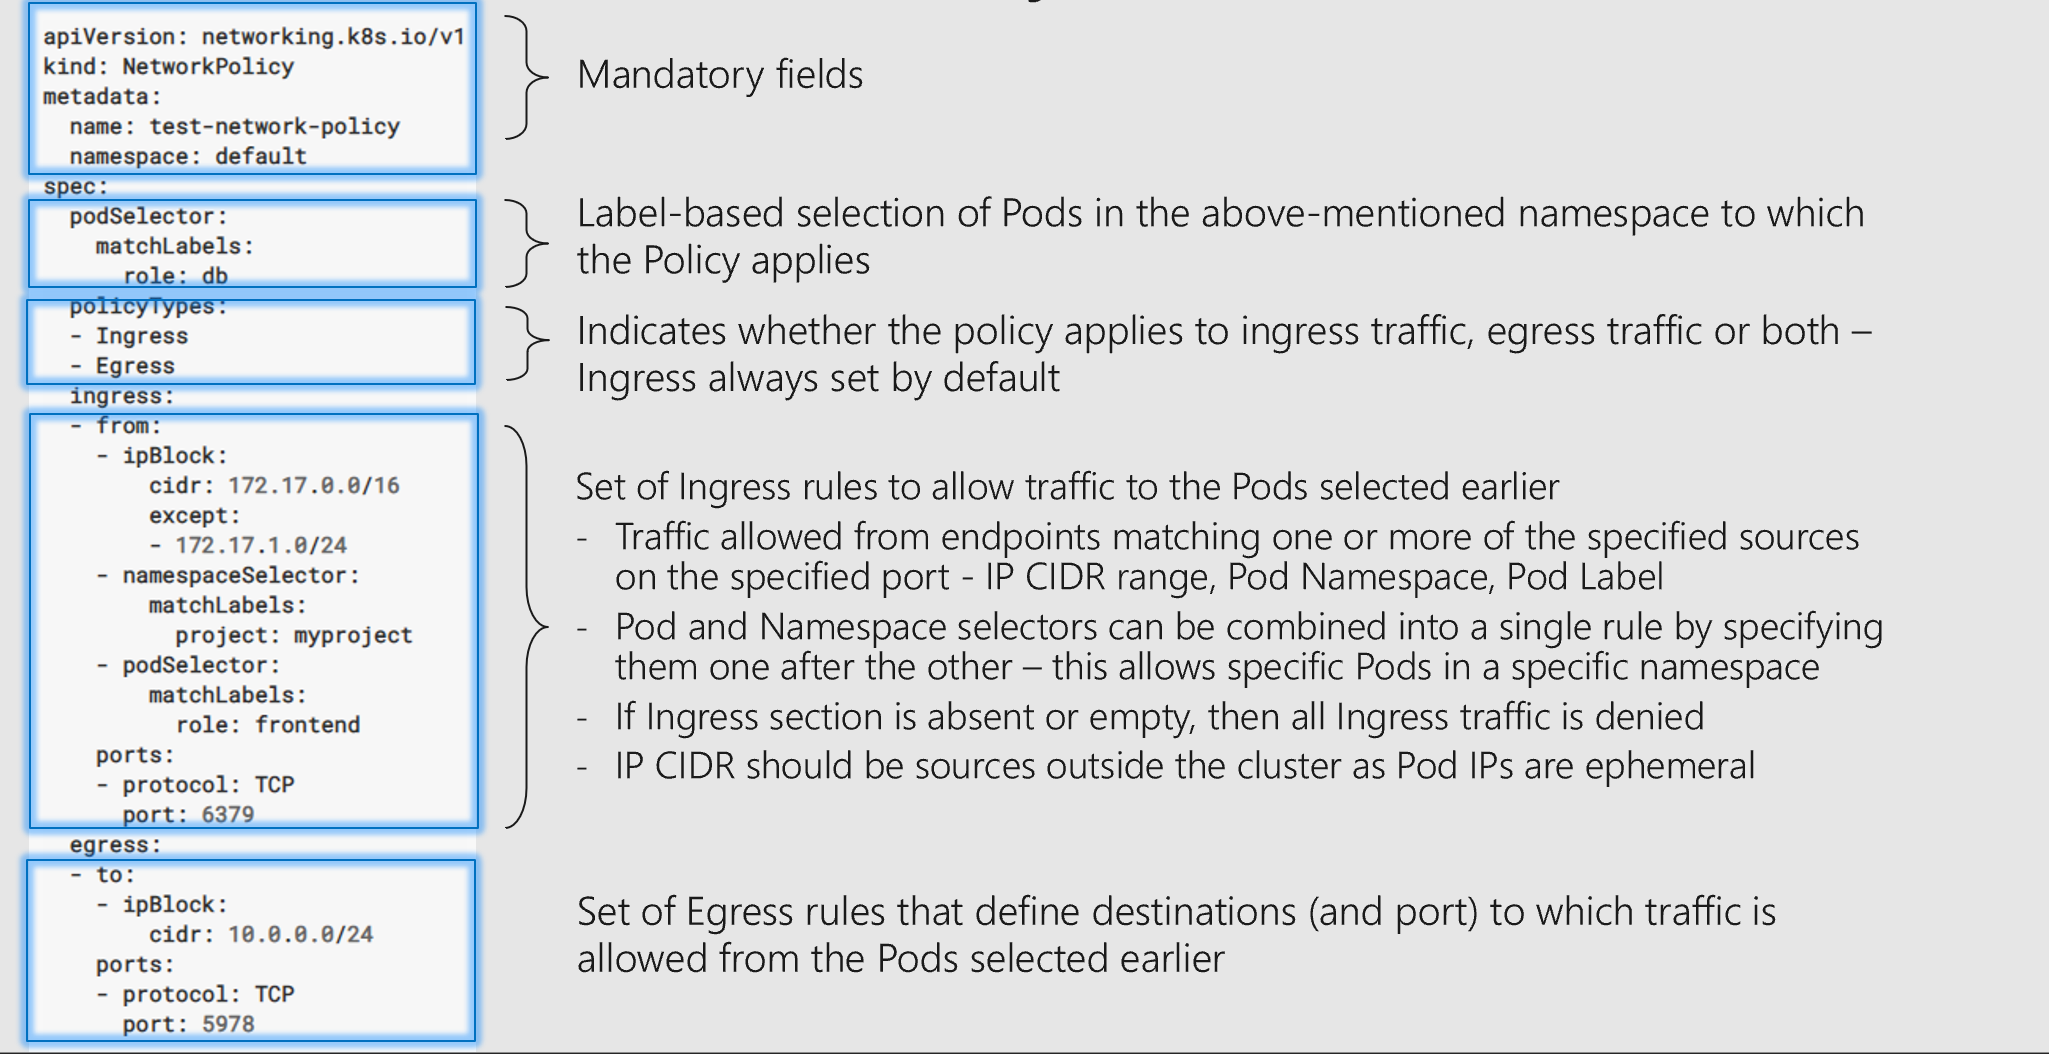 apiVersion: networking.k8s.io/v1
kind: NetworkPolicy
metadata:
  name: test-network-policy
  namespace: default
spec:
  podSelector:
    matchLabels:
      role: db
  policyTypes:
  - Ingress
  - Egress
  ingress:
  - from:
    - ipBlock:
        cidr: 172.17.0.0/16
        except:
        - 172.17.1.0/24
    - namespaceSelector:
        matchLabels:
          project: myproject
    - podSelector:
        matchLabels:
          role: frontend
    ports:
    - protocol: TCP
      port: 6379
  egress:
  - to:
    - ipBlock:
        cidr: 10.0.0.0/24
    ports:
    - protocol: TCP
      port: 5978
Mandatory fields
Label-based selection of Pods in the above-mentioned namespace to which
the Policy applies
Indicates whether the policy applies to ingress traffic, egress traffic or both –
Ingress always set by default
Set of Ingress rules to allow traffic to the Pods selected earlier
- Traffic allowed from endpoints matching one or more of the specified sources
on the specified port - IP CIDR range, Pod Namespace, Pod Label
- Pod and Namespace selectors can be combined into a single rule by specifying
them one after the other – this allows specific Pods in a specific namespace
- If Ingress section is absent or empty, then all Ingress traffic is denied
- IP CIDR should be sources outside the cluster as Pod IPs are ephemeral
Set of Egress rules that define destinations (and port) to which traffic is
allowed from the Pods selected earlier